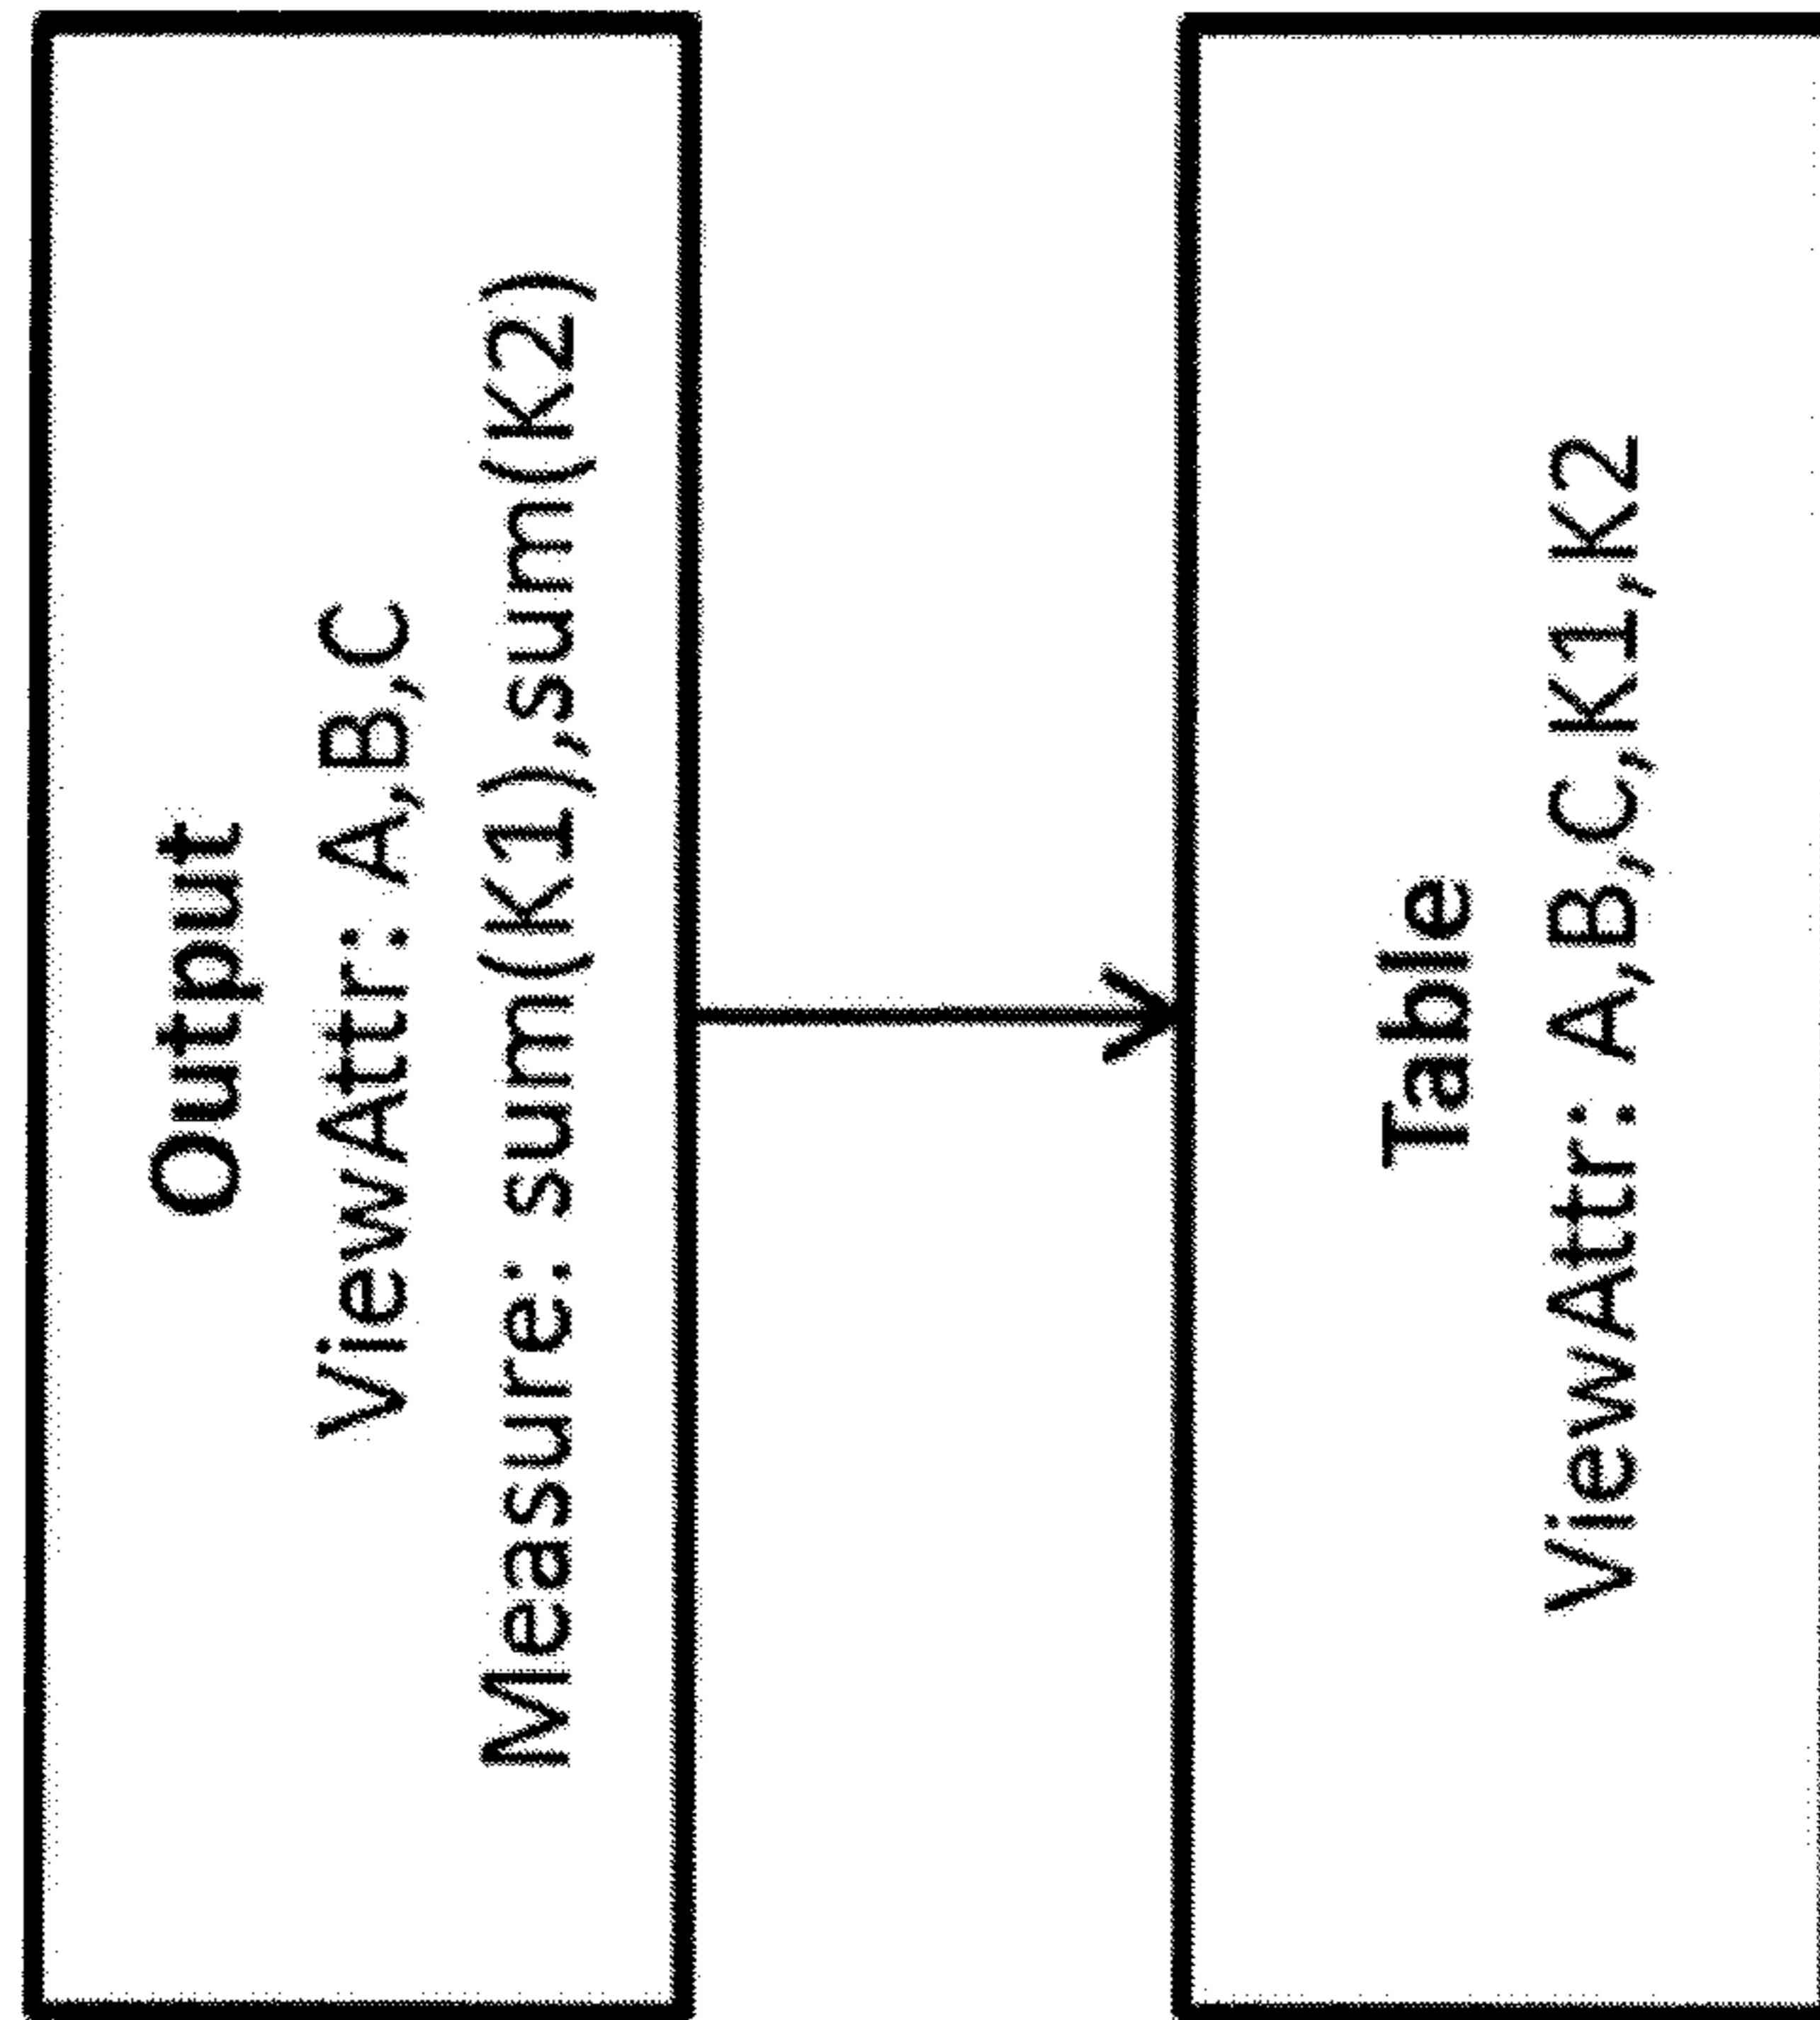 Output
ViewAttr: A,B,C
Measure: sum(K1),sum(K2)
Table
ViewAttr: A,B,C,K1,K2